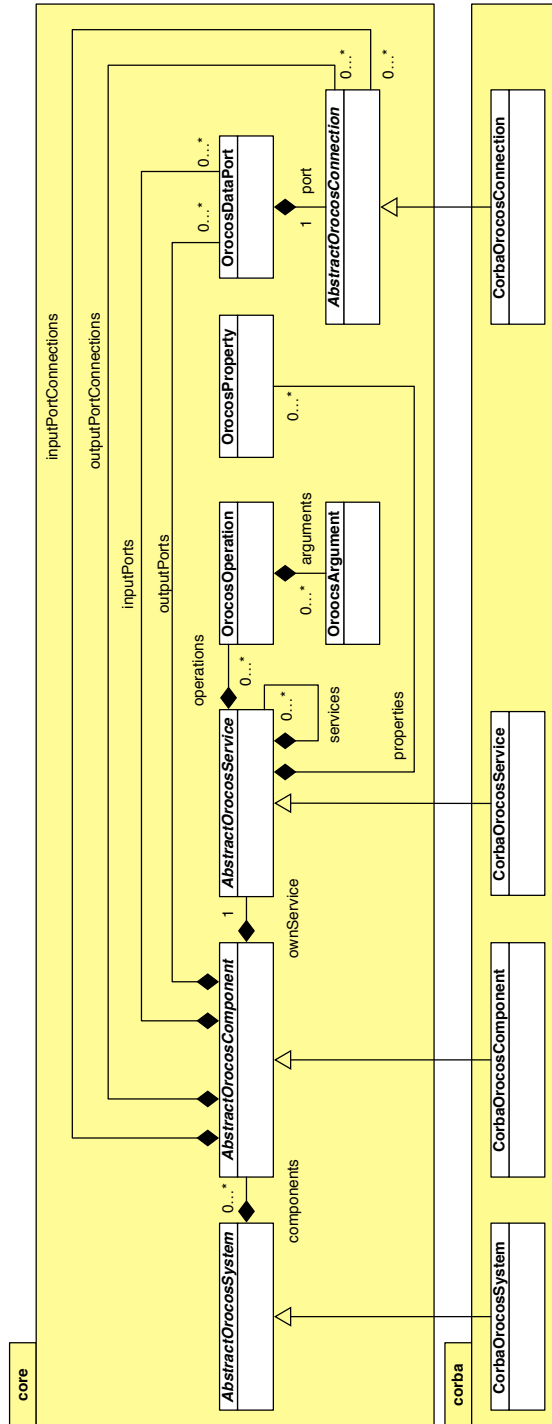 core
inputPortConnections
outputPortConnections
inputPorts
outputPorts
operations
AbstractOrocosSystem
0...*
components
AbstractOrocosComponent
1
ownService
AbstractOrocosService
0...*
services
0...*
OrocosOperation
0...*
arguments
OroocsArgument
properties
OrocosProperty
0...*
OrocosDataPort
0...*
0...*
1
port
AbstractOrocosConnection
0...*
0...*
corba
CorbaOrocosSystem
CorbaOrocosComponent
CorbaOrocosService
CorbaOrocosConnection